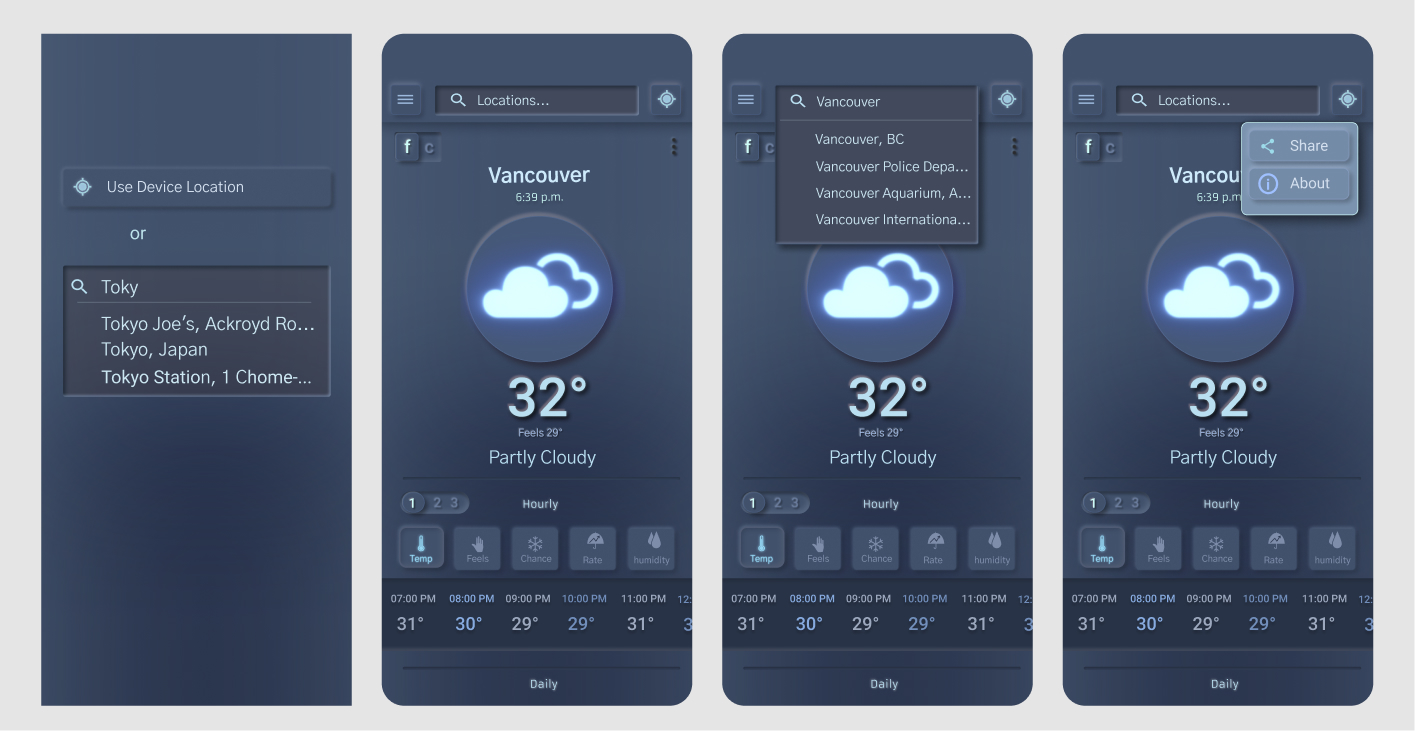 Use Device Location
or
Toky
Tokyo Joe's, Ackroyd Ro...
Tokyo, Japan
Tokyo Station, 1 Chome-...
Locations...
f c
Vancouver
6:39 p.m.
32°
Feels 29°
Partly Cloudy
1 2 3
Hourly
Temp
Feels
Chance
Rate
humidity
07:00 PM 08:00 PM 09:00 PM 10:00 PM 11:00 PM 12:
31° 30° 29° 29° 31° 3
Daily
Vancouver
Vancouver, BC
Vancouver Police Depa...
Vancouver Aquarium, A...
Vancouver Internationa...
f c
32°
Feels 29°
Partly Cloudy
1 2 3
Hourly
Temp
Feels
Chance
Rate
humidity
07:00 PM 08:00 PM 09:00 PM 10:00 PM 11:00 PM 12:
31° 30° 29° 29° 31° 3
Daily
Locations...
f c
Share
About
Vancou
6:39 p.m
32°
Feels 29°
Partly Cloudy
1 2 3
Hourly
Temp
Feels
Chance
Rate
humidity
07:00 PM 08:00 PM 09:00 PM 10:00 PM 11:00 PM 12:
31° 30° 29° 29° 31° 3
Daily